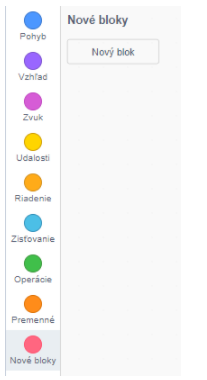 Nové bloky
Nový blok
Pohyb
Vzhľad
Zvuk
Udalosti
Riadenie
Zisťovanie
Operácie
Premenné
Nové bloky